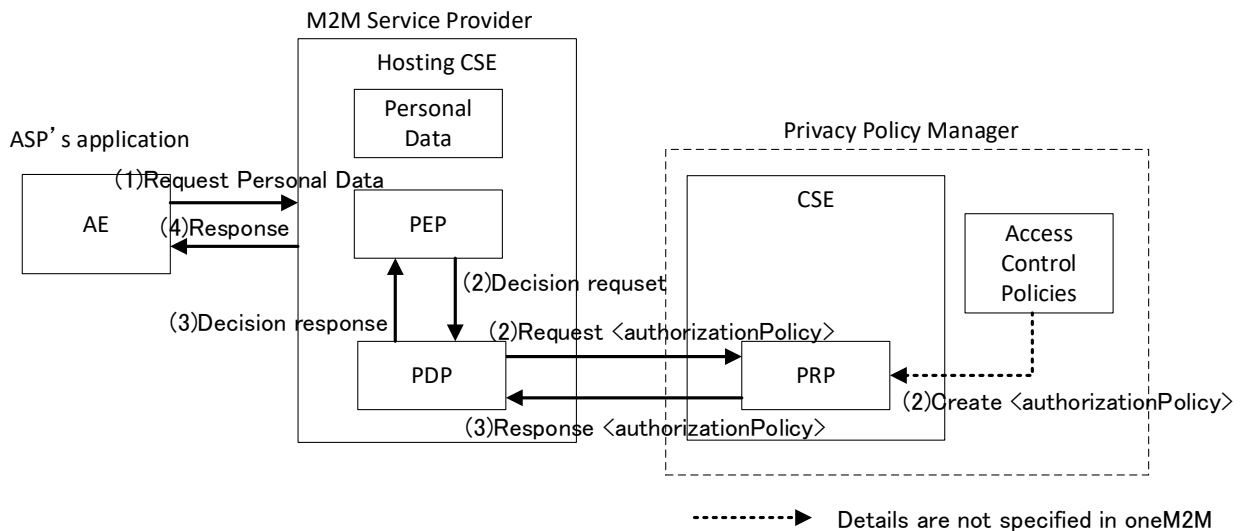 M2M Service Provider
Hosting CSE
Personal
Data
ASP’s application
Privacy Policy Manager
(1)Request Personal Data
AE
PEP
CSE
(4)Response
Access
Control
Policies
(2)Decision requset
(3)Decision response
(2)Request <authorizationPolicy>
PDP
PRP
(2)Create <authorizationPolicy>
(3)Response <authorizationPolicy>
Details are not specified in oneM2M